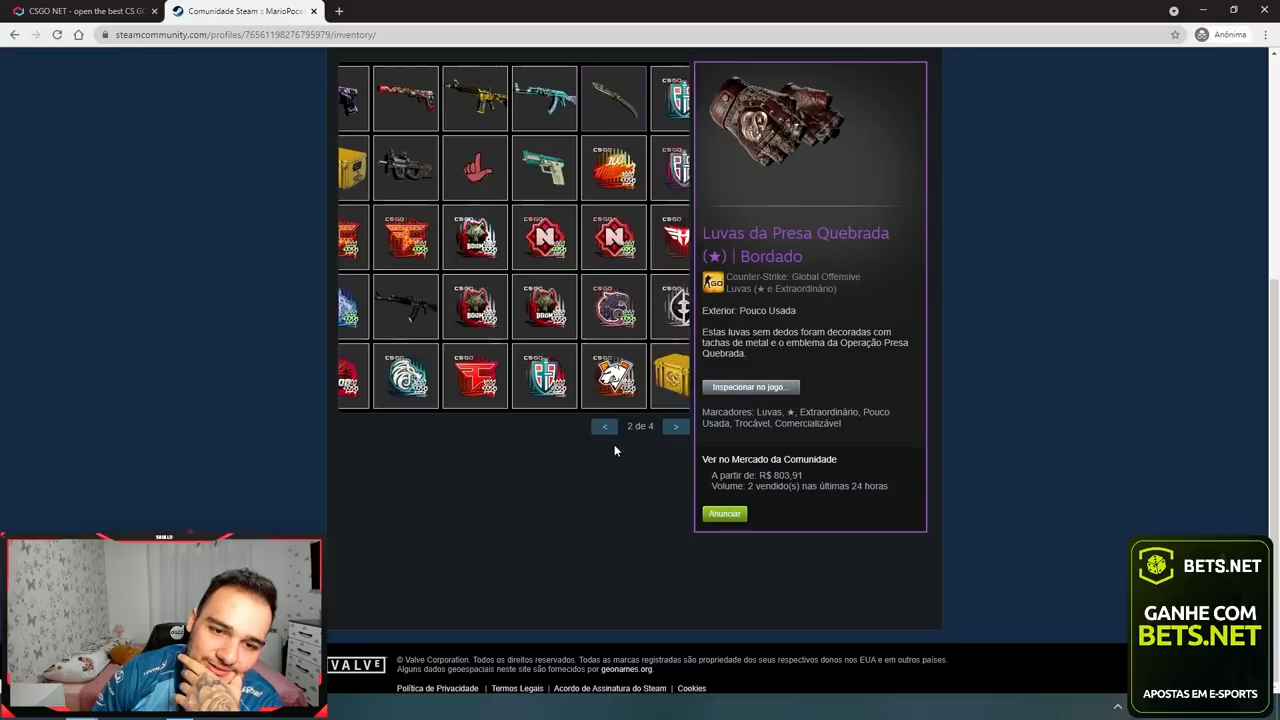 CSGO NET - open the best CS G
Comunidade Steam :: MarioPoca
steamcommunity.com/profiles/76561198276795979/inventory/
Anónima
Luvas da Presa Quebrada
(★) | Bordado
Counter-Strike: Global Offensive
Luvas (★ e Extraordinário)
Exterior: Pouco Usada
Estas luvas sem dedos foram decoradas com
tachas de metal e o emblema da Operação Presa
Quebrada.
Inspecionar no jogo...
Marcadores: Luvas, ★, Extraordinário, Pouco
Usada, Trocável, Comercializável
Ver no Mercado da Comunidade
A partir de: R$ 803,91
Volume: 2 vendido(s) nas últimas 24 horas
Anunciar
< 2 de 4 >
VALVE
© Valve Corporation. Todos os direitos reservados. Todas as marcas registradas são propriedade dos seus respectivos donos nos EUA e em outros países.
Alguns dados geoespaciais neste site são fornecidos por geonames.org.
Política de Privacidade | Termos Legais | Acordo de Assinatura do Steam | Cookies
BETS.NET
GANHE COM
BETS.NET
APOSTAS EM E-SPORTS